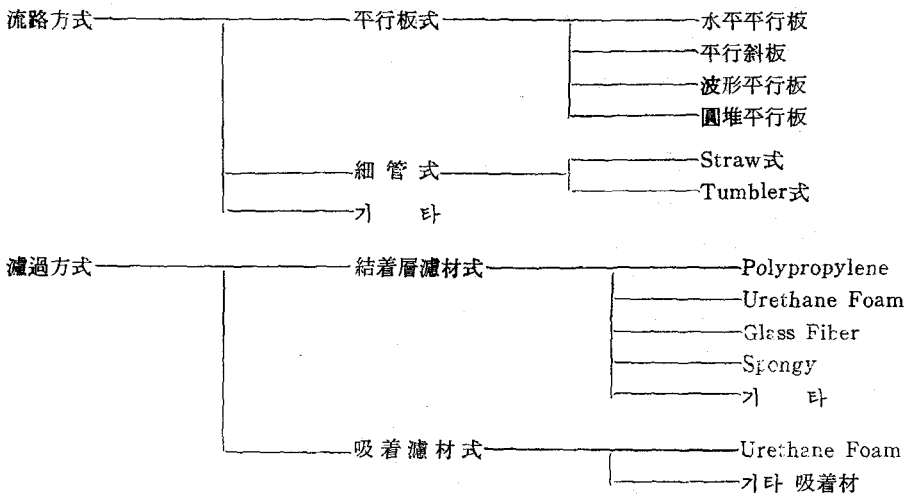 流路方式 平行板式 水平平行板
平行斜板
波形平行板
圓堆平行板
細管式 Straw式
Tumbler式
기 타
濾過方式 結着層濾材式 Polypropylene
Urethane Foam
Glass Fiber
Spongy
기 타
吸着濾材式 Urethane Foam
기타 吸着材